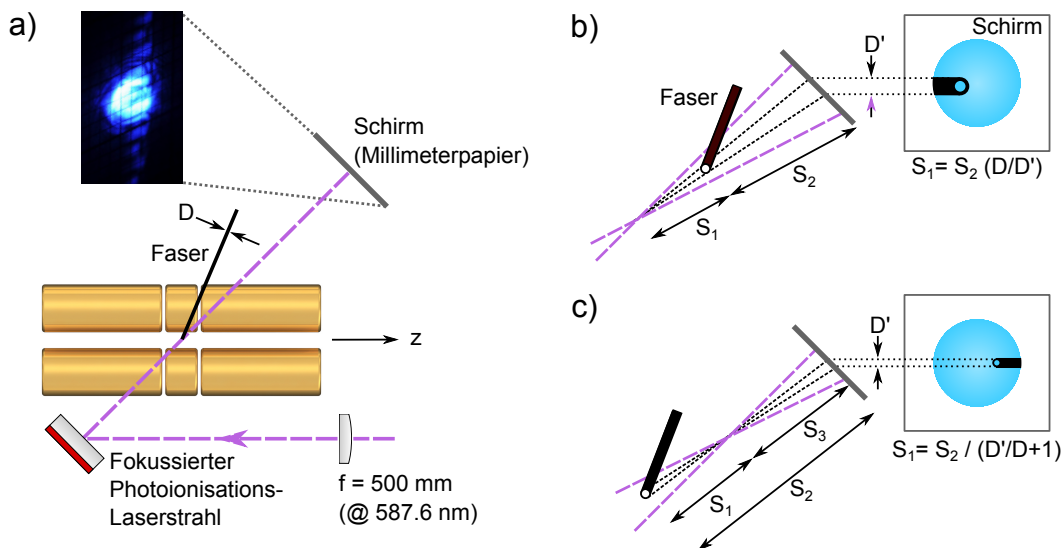 a)
Schirm
(Millimeterpapier)
D
Faser
z
Fokussierter
Photoionisations-
Laserstrahl
f = 500 mm
(@ 587.6 nm)
b)
Faser
S₁
S₂
D'
Schirm
S₁= S₂ (D/D')
c)
S₁
S₃
S₂
D'
S₁= S₂ / (D'/D+1)